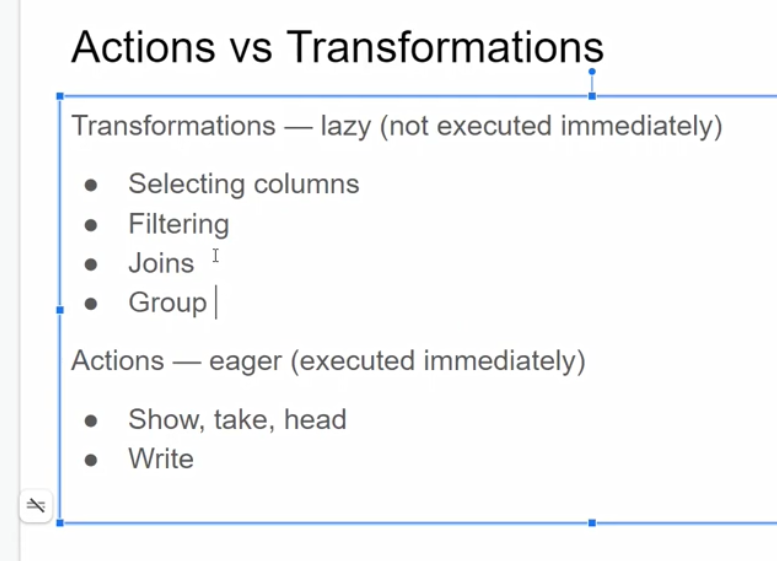 Actions vs Transformations
Transformations — lazy (not executed immediately)
● Selecting columns
● Filtering
● Joins
● Group
Actions — eager (executed immediately)
● Show, take, head
● Write